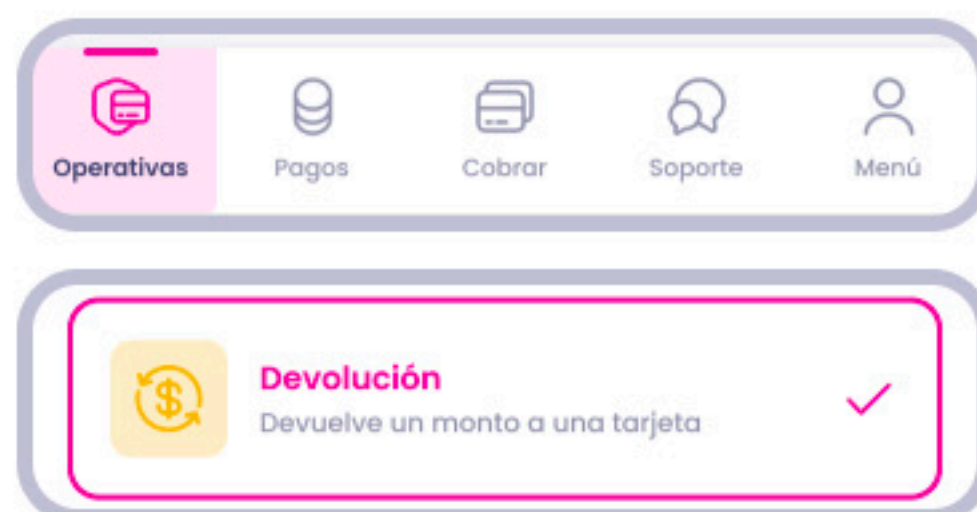 Operativas
Pagos
Cobrar
Soporte
Menú
Devolución
Devuelve un monto a una tarjeta